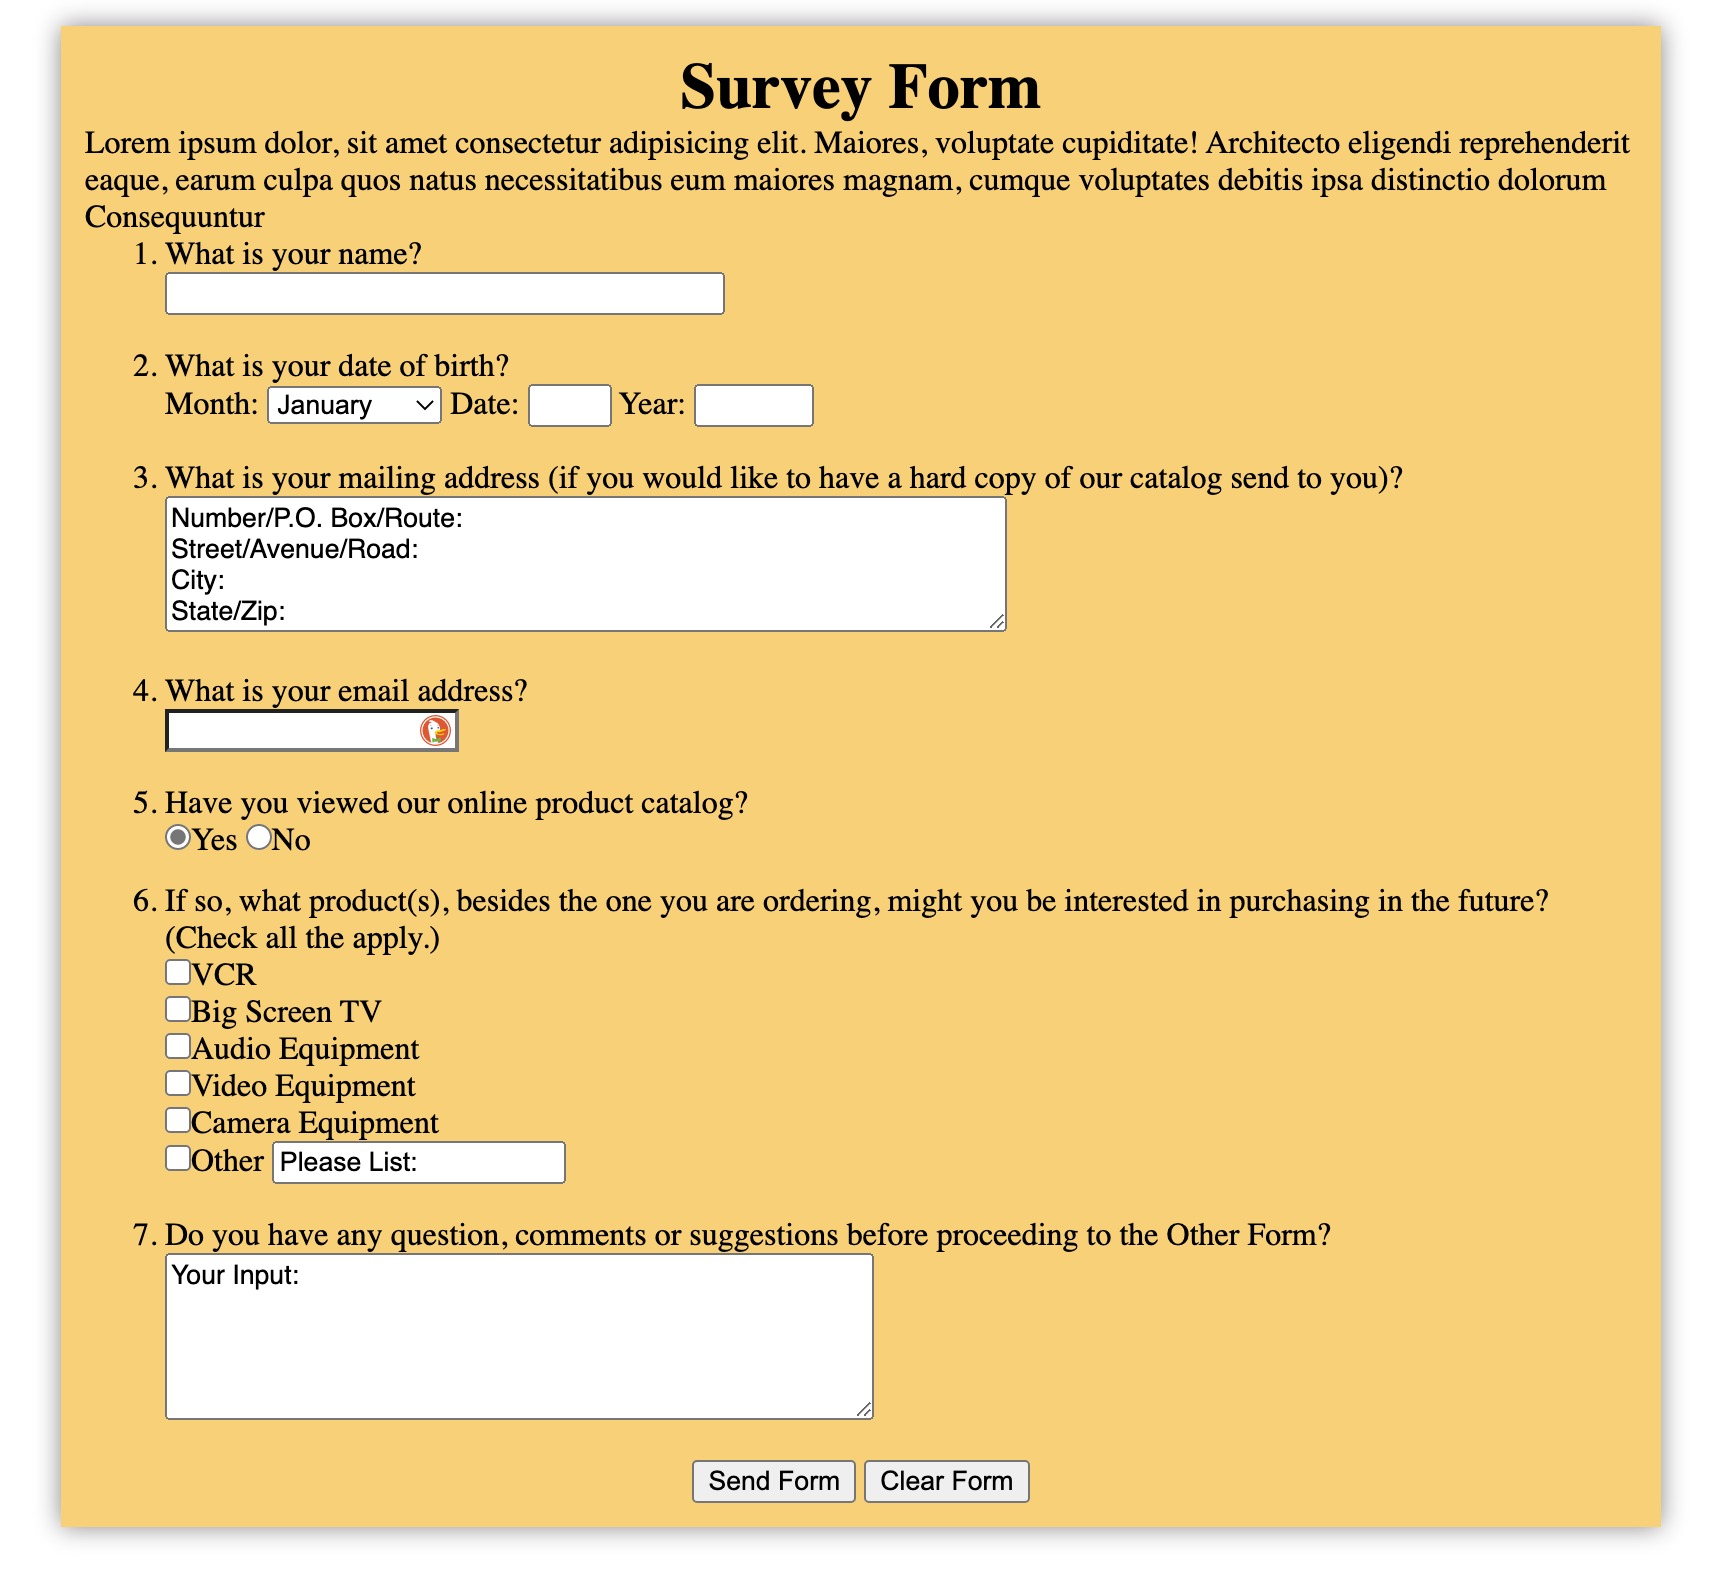 Survey Form
Lorem ipsum dolor, sit amet consectetur adipisicing elit. Maiores, voluptate cupiditate! Architecto eligendi reprehenderit
eaque, earum culpa quos natus necessitatibus eum maiores magnam, cumque voluptates debitis ipsa distinctio dolorum
Consequuntur
1. What is your name?
2. What is your date of birth?
Month: January Date: Year:
3. What is your mailing address (if you would like to have a hard copy of our catalog send to you)?
Number/P.O. Box/Route:
Street/Avenue/Road:
City:
State/Zip:
4. What is your email address?
5. Have you viewed our online product catalog?
Yes No
6. If so, what product(s), besides the one you are ordering, might you be interested in purchasing in the future?
(Check all the apply.)
VCR
Big Screen TV
Audio Equipment
Video Equipment
Camera Equipment
Other Please List:
7. Do you have any question, comments or suggestions before proceeding to the Other Form?
Your Input:
Send Form Clear Form